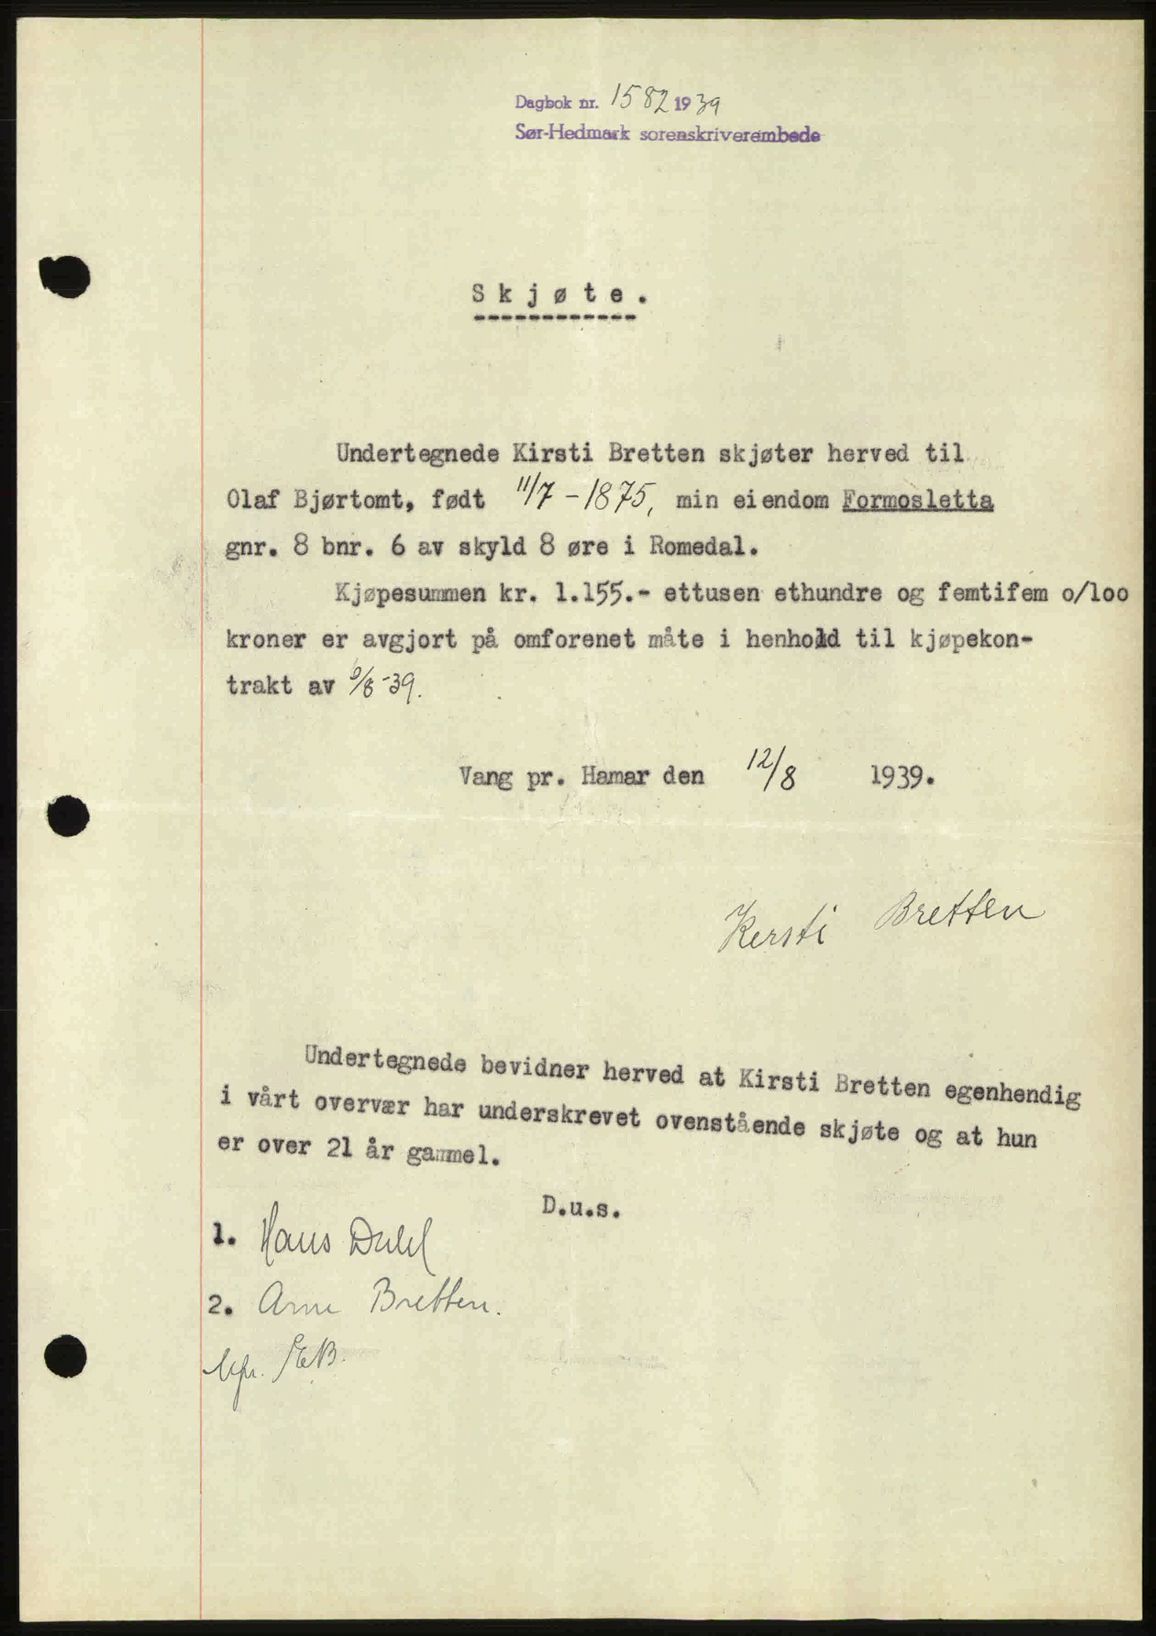 Dagbok nr. 1582 1939
Sør-Hedmark sorenskriverembede
Skjøte.
Undertegnede Kirsti Bretten skjøter herved til
Olaf Bjørtomt, født 11/7 - 1875, min eiendom Formosletta
gnr. 8 bnr. 6 av skyld 8 øre i Romedal.
Kjøpesummen kr. 1.155.- ettusen ethundre og femtifem o/loo
kroner er avgjort på omforenet måte i henhold til kjøpekon-
trakt av /8-39.
Vang pr. Hamar den 12/8 1939.
Kersti Bretten
Undertegnede bevidner herved at Kirsti Bretten egenhendig
i vårt overvær har underskrevet ovenstående skjøte og at hun
er over 21 år gammel.
D.u.s.
1. Hans Dahl
2. Arne Bretten.